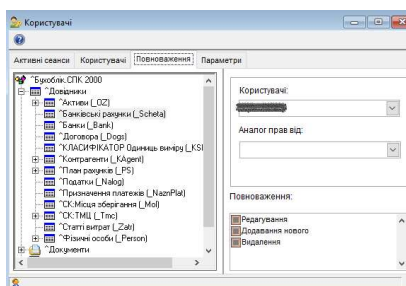 Користувачі
Активні сеанси Користувачі Повноваження Параметри
^Бухоблік.СПК 2000
^Довідники
^Активи (_OZ)
^Банківські рахунки (_Scheta)
^Банки (_Bank)
^Договора (_Dogs)
^КЛАСИФІКАТОР Одиниць виміру (_KSI
^Контрагенти (_KAgent)
^План рахунків (_PS)
^Податки (_Nalog)
^Призначення платежів (_NaznPlat)
^СК:Місця зберігання (_Mol)
^СК:ТМЦ (_Tmc)
^Статті витрат (_Zatr)
^Фізичні особи (_Person)
^Документи
Користувачі:
Аналог прав від:
Повноваження:
Редагування
Додавання нового
Видалення